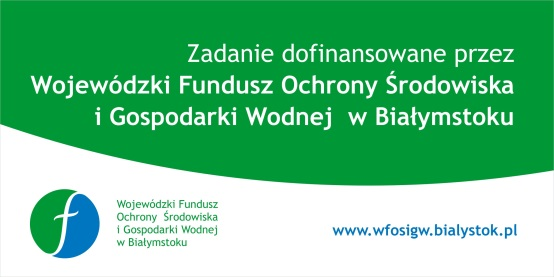 Zadanie dofinansowane przez
Wojewódzki Fundusz Ochrony Środowiska
i Gospodarki Wodnej w Białymstoku
Wojewódzki Fundusz
Ochrony Środowiska
i Gospodarki Wodnej
w Białymstoku
www.wfosigw.bialystok.pl